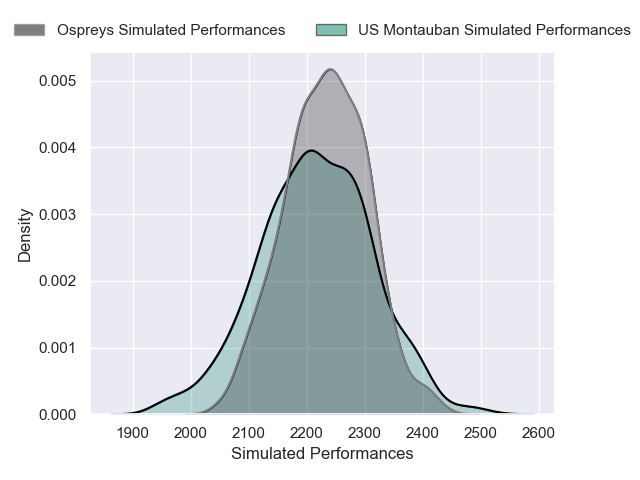 Ospreys Simulated Performances US Montauban Simulated Performances
0.005
0.004
0.003
0.002
0.001
0.000
Density
1900 2000 2100 2200 2300 2400 2500 2600
Simulated Performances